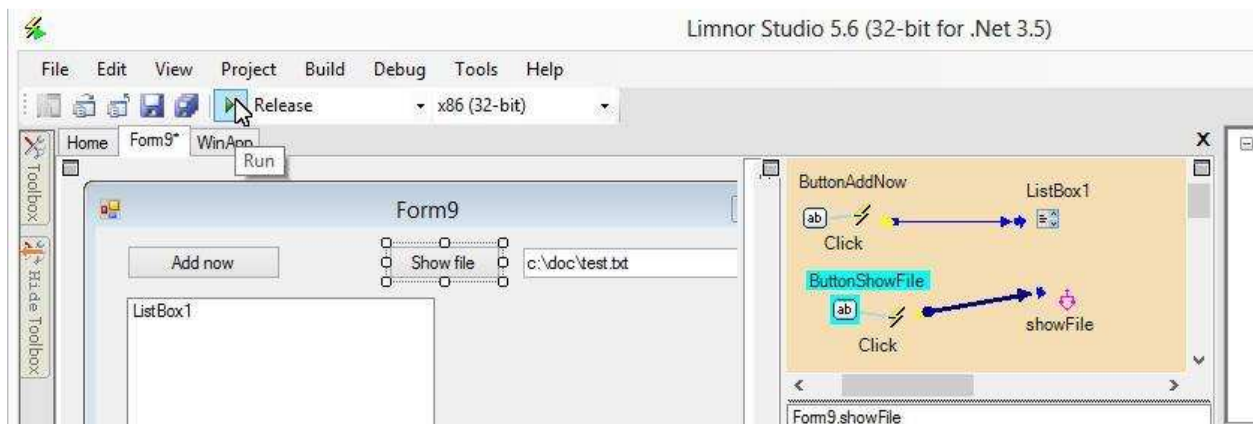 Limnor Studio 5.6 (32-bit for .Net 3.5)
File Edit View Project Build Debug Tools Help
Release x86 (32-bit)
Home Form9* WinApp X
Run
Toolbox
Hide Toolbox
Form9
Add now Show file c:\doc\test.txt
ListBox1
ButtonAddNow ListBox1
ab
Click
ButtonShowFile
ab
showFile
Click
Form9.showFile